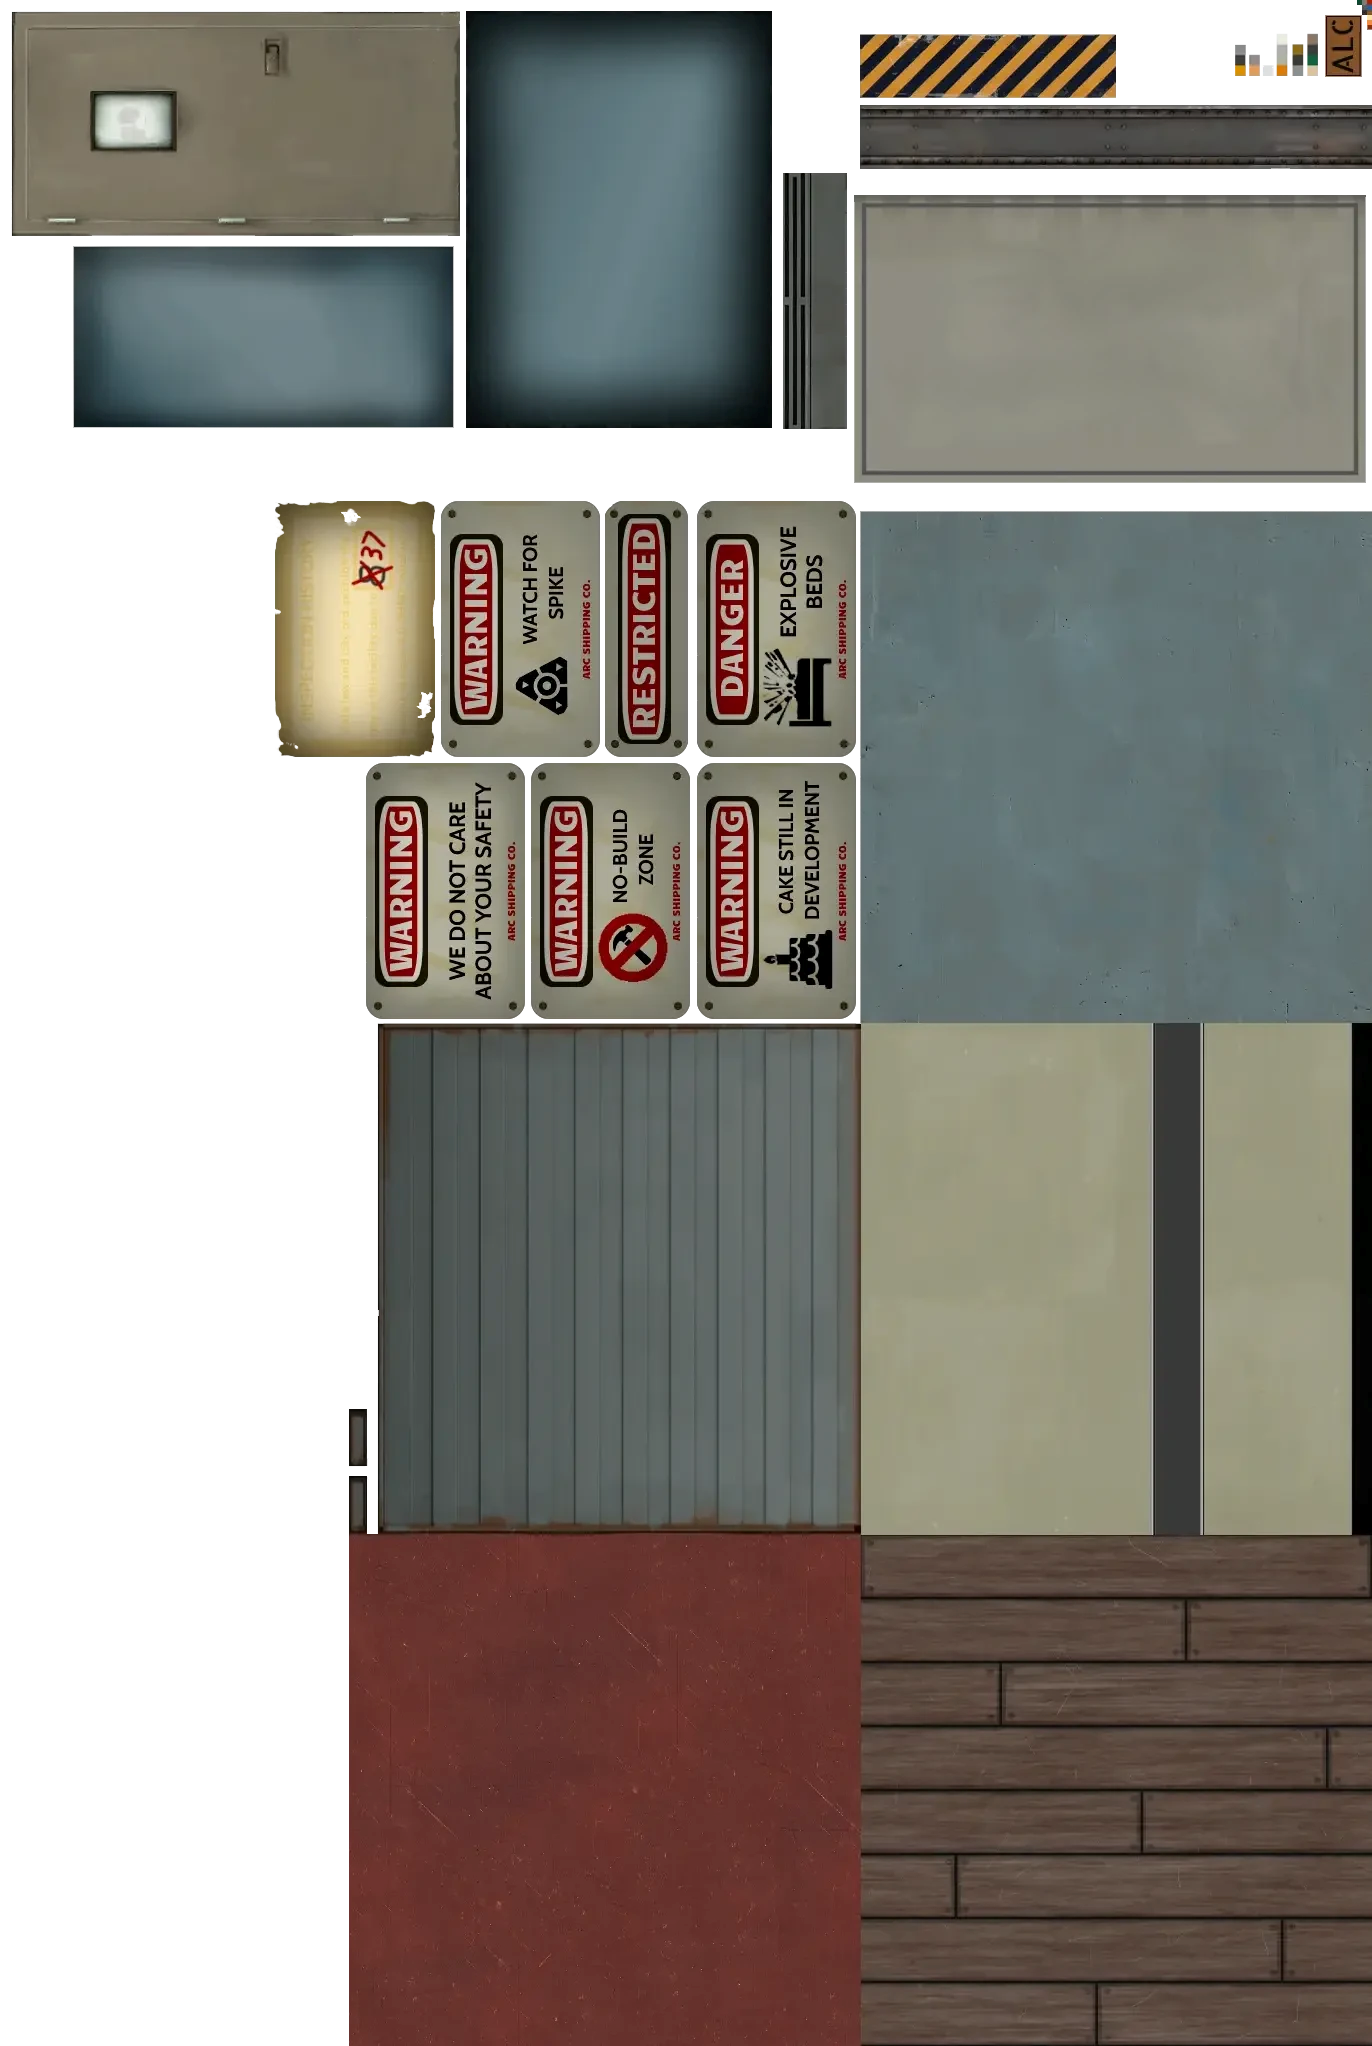 ALC
837
WARNING
WATCH FOR
SPIKE
ARC SHIPPING CO.
RESTRICTED
DANGER
EXPLOSIVE
BEDS
ARC SHIPPING CO.
WARNING
WE DO NOT CARE
ABOUT YOUR SAFETY
ARC SHIPPING CO.
WARNING
NO-BUILD
ZONE
ARC SHIPPING CO.
WARNING
CAKE STILL IN
DEVELOPMENT
ARC SHIPPING CO.